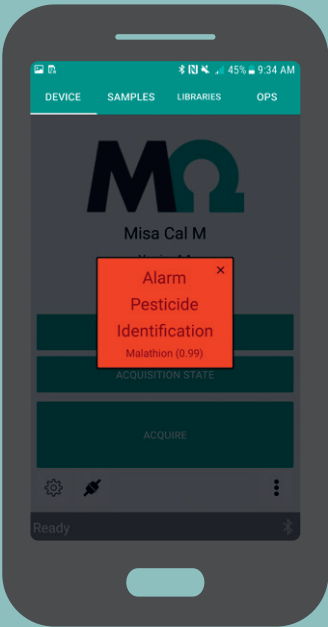 45% 9:34 AM
DEVICE SAMPLES LIBRARIES OPS
MΩ
Misa Cal M
Alarm ×
Pesticide
Identification
Malathion (0.99)
ACQUISITION STATE
ACQUIRE
Ready